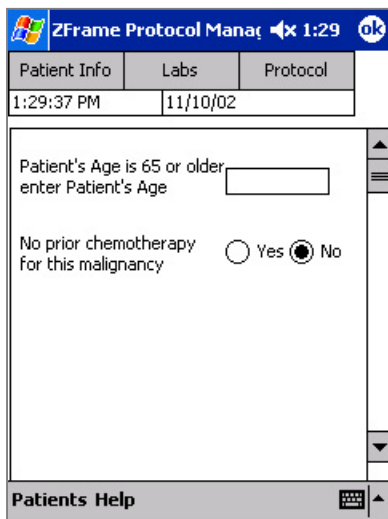 ZFrame Protocol Manag 1:29 ok
Patient Info Labs Protocol
1:29:37 PM 11/10/02
Patient's Age is 65 or older
enter Patient's Age
No prior chemotherapy
for this malignancy
Yes No
Patients Help